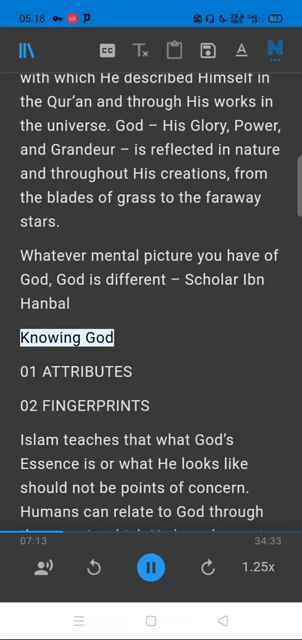 05.18
78.0
CC
T×
A
N
with which He described Himself in
the Qur'an and through His works in
the universe. God – His Glory, Power,
and Grandeur – is reflected in nature
and throughout His creations, from
the blades of grass to the faraway
stars.
Whatever mental picture you have of
God, God is different – Scholar Ibn
Hanbal
Knowing God
01 ATTRIBUTES
02 FINGERPRINTS
Islam teaches that what God's
Essence is or what He looks like
should not be points of concern.
Humans can relate to God through
07:13
34:33
1.25x